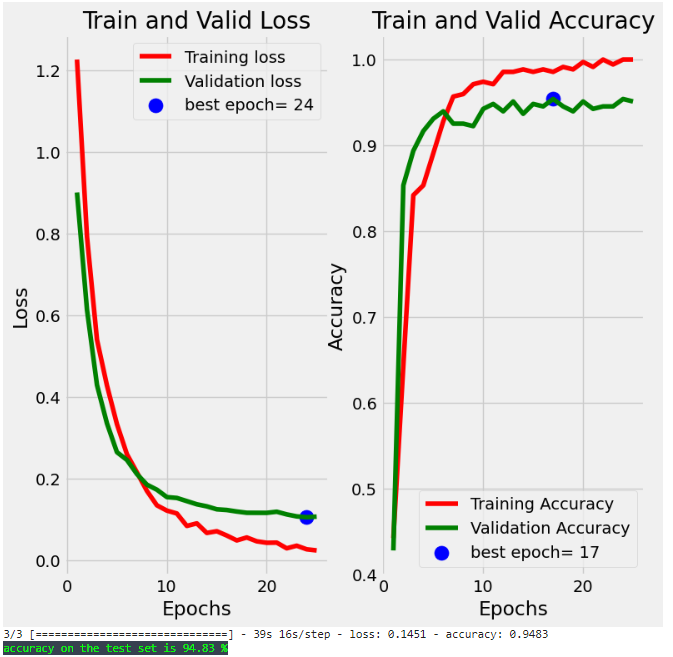 Train and Valid Loss
Training loss
Validation loss
best epoch= 24
1.2
1.0
0.8
0.6
0.4
0.2
0.0
Loss
0
10
20
Epochs
Train and Valid Accuracy
1.0
0.9
0.8
0.7
0.6
0.5
0.4
Accuracy
Training Accuracy
Validation Accuracy
best epoch= 17
0
10
20
Epochs
3/3 [==============================] - 39s 16s/step - loss: 0.1451 - accuracy: 0.9483
accuracy on the test set is 94.83 %